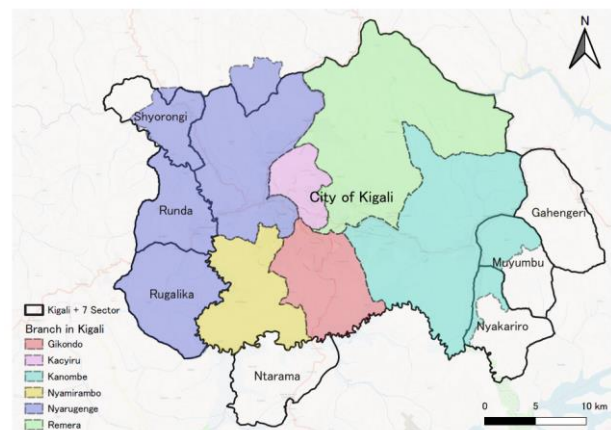 N
Shyorongi
City of Kigali
Runda
Gahengeri
Muyumbu
Rugalika
Nyakariro
Ntarama
Kigali + 7 Sector
Branch in Kigali
Gikondo
Kacyiru
Kanombe
Nyamirambo
Nyarugenge
Remera
0 5 10 km